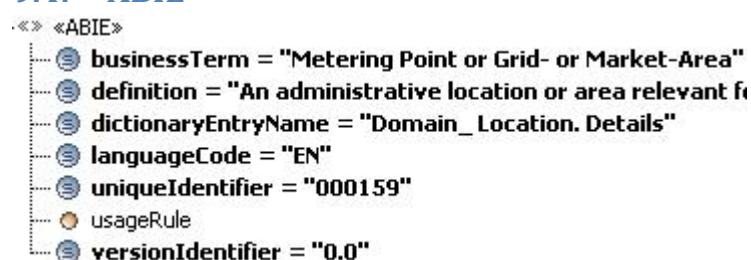 «» «ABIE»
businessTerm = "Metering Point or Grid- or Market-Area"
definition = "An administrative location or area relevant
dictionaryEntryName = "Domain_ Location. Details"
languageCode = "EN"
uniqueIdentifier = "000159"
usageRule
versionIdentifier = "0.0"